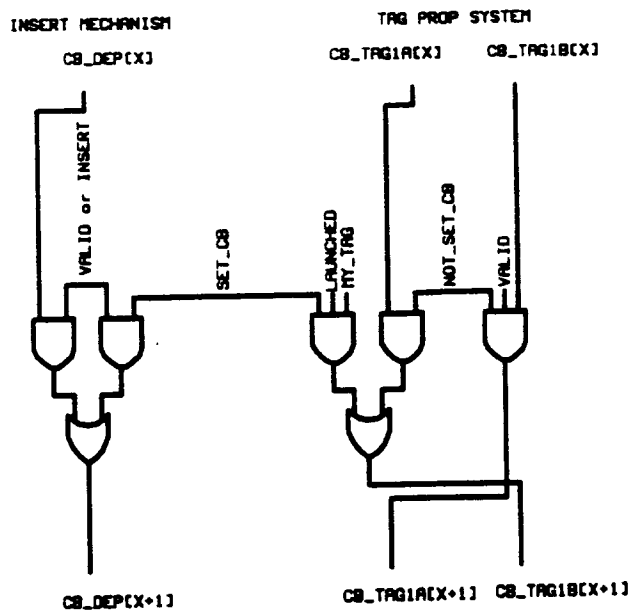 INSERT MECHANISM
TAG PROP SYSTEM
CB_DEP[X]
CB_TAG1A[X]
CB_TAG1B[X]
VALID or INSERT
SET_CB
LAUNCHED
MY_TAG
NOT_SET_CB
VALID
CB_DEP[X+1]
CB_TAG1A[X+1]
CB_TAG1B[X+1]